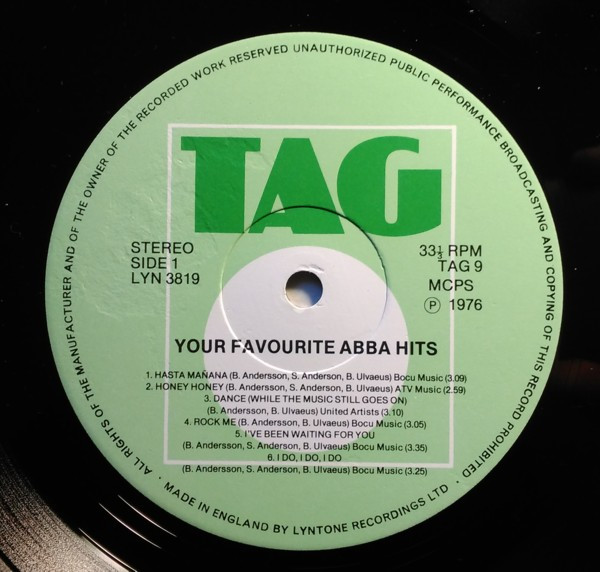 ALL RIGHTS OF THE MANUFACTURER AND OF THE OWNER OF THE RECORDED WORK RESERVED UNAUTHORIZED PUBLIC PERFORMANCE BROADCASTING AND COPYING OF THIS RECORD PROHIBITED
TAG
STEREO
SIDE 1
LYN 3819
33⅓ RPM
TAG 9
MCPS
Ⓟ 1976
YOUR FAVOURITE ABBA HITS
1. HASTA MAÑANA (B. Andersson, S. Anderson, B. Ulvaeus) Bocu Music (3.09)
2. HONEY HONEY (B. Andersson, S. Anderson, B. Ulvaeus) ATV Music (2.59)
3. DANCE (WHILE THE MUSIC STILL GOES ON)
(B. Andersson, B. Ulvaeus) United Artists (3.10)
4. ROCK ME (B. Andersson, B. Ulvaeus) Bocu Music (3.05)
5. I'VE BEEN WAITING FOR YOU
(B. Andersson, S. Anderson, B. Ulvaeus) Bocu Music (3.35)
6. I DO, I DO, I DO
(B. Andersson, S. Anderson, B. Ulvaeus) Bocu Music (3.25)
· MADE IN ENGLAND BY LYNTONE RECORDINGS LTD ·